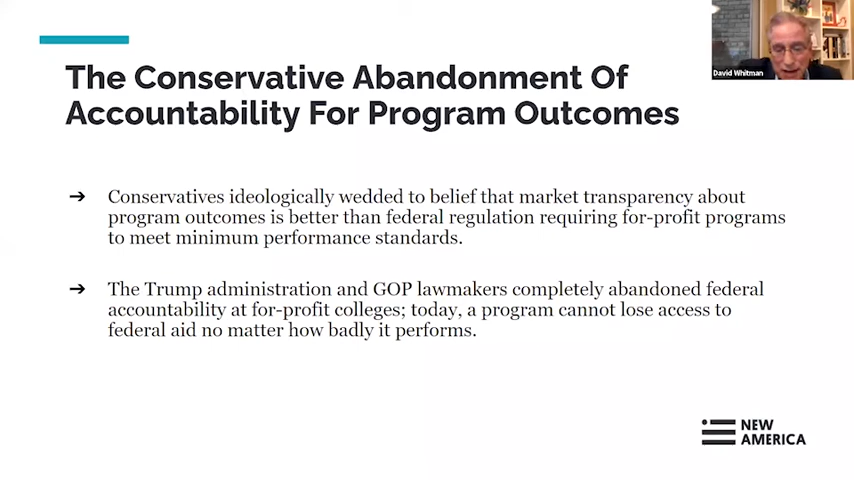 David Whitman
The Conservative Abandonment Of
Accountability For Program Outcomes
➔ Conservatives ideologically wedded to belief that market transparency about
program outcomes is better than federal regulation requiring for-profit programs
to meet minimum performance standards.
➔ The Trump administration and GOP lawmakers completely abandoned federal
accountability at for-profit colleges; today, a program cannot lose access to
federal aid no matter how badly it performs.
NEW
AMERICA